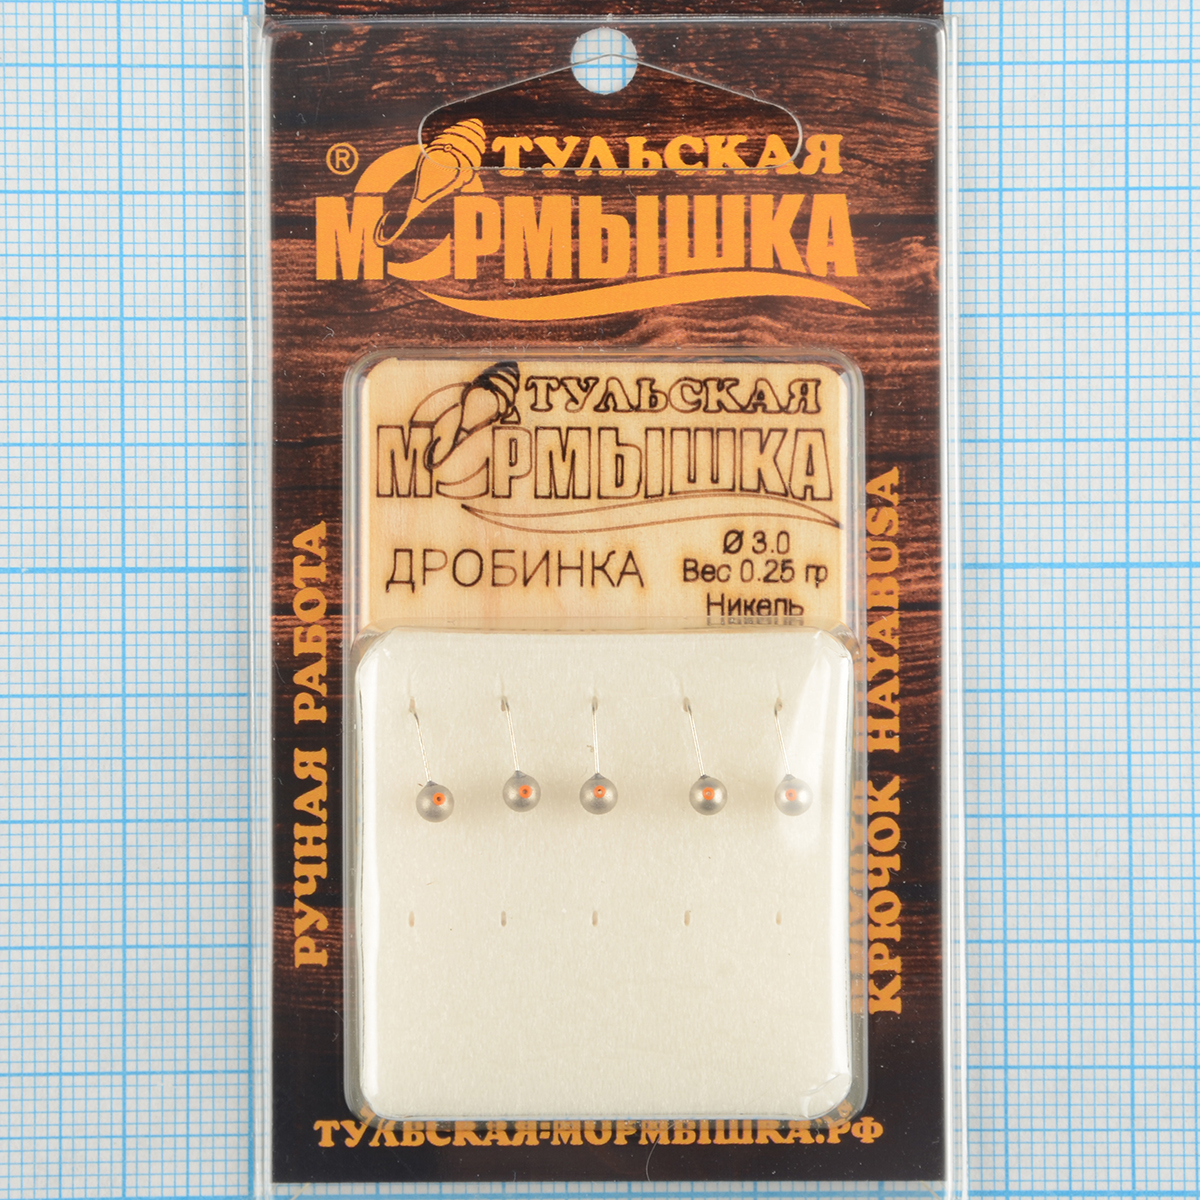 ®
ТУЛЬСКАЯ
МОРМЫШКА
ТУЛЬСКАЯ
МОРМЫШКА
ДРОБИНКА
Ø 3.0
Вес 0.25 гр
Никель
РУЧНАЯ РАБОТА
КРЮЧОК HAYABUSA
ТУЛЬСКАЯ-МОРМЫШКА.РФ